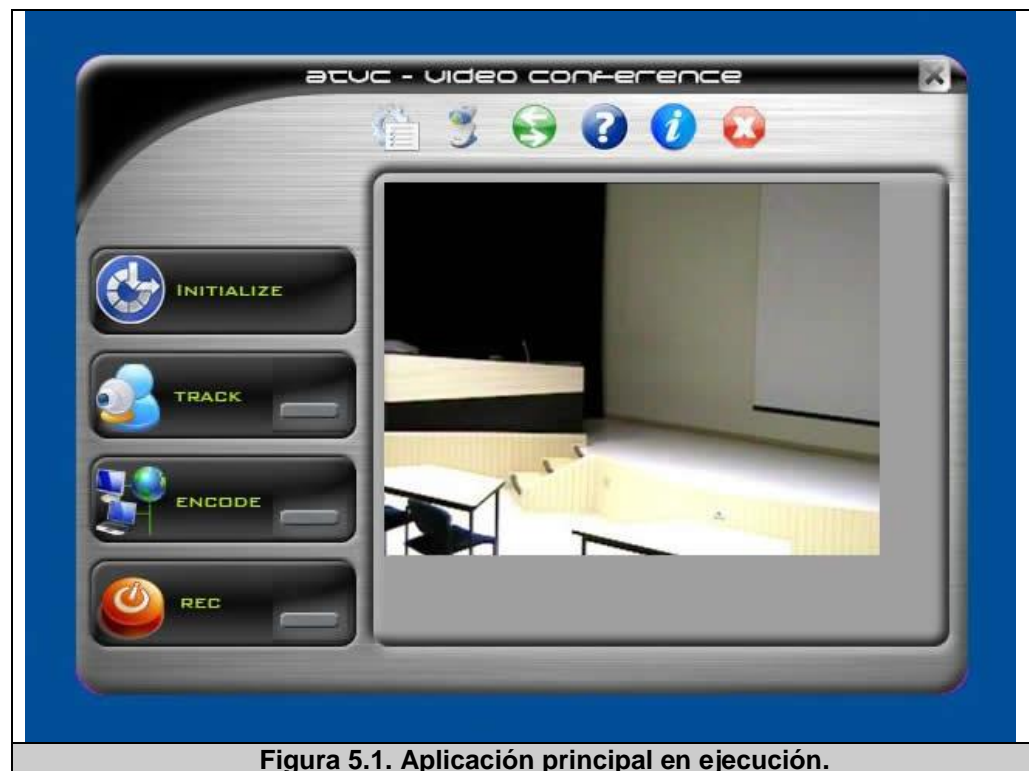 ATVC - VIDEO CONFERENCE
INITIALIZE
TRACK
ENCODE
REC
Figura 5.1. Aplicación principal en ejecución.